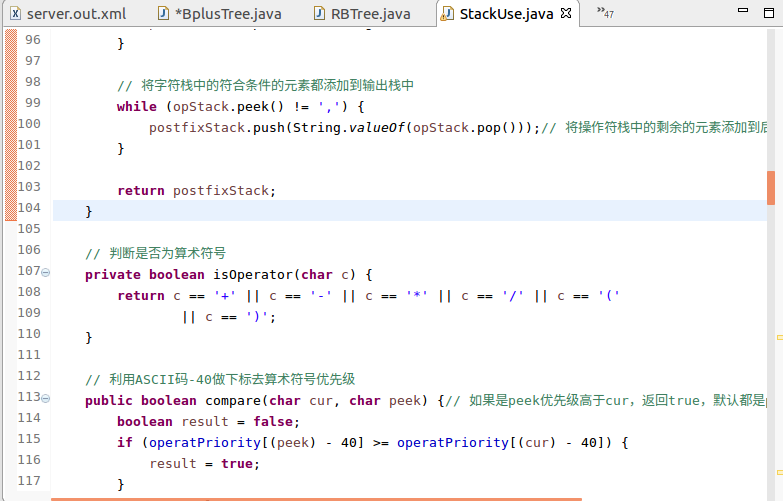 server.out.xml *BplusTree.java RBTree.java StackUse.java »47
96 }
97
98 // 将字符栈中的符合条件的元素都添加到输出栈中
99 while (opStack.peek() != ',') {
100 postfixStack.push(String.valueOf(opStack.pop()));// 将操作符栈中的剩余的元素添加到后
101 }
102
103 return postfixStack;
104 }
105
106 // 判断是否为算术符号
107 private boolean isOperator(char c) {
108 return c == '+' || c == '-' || c == '*' || c == '/' || c == '('
109 || c == ')';
110 }
111
112 // 利用ASCII码-40做下标去算术符号优先级
113 public boolean compare(char cur, char peek) {// 如果是peek优先级高于cur，返回true，默认都是p
114 boolean result = false;
115 if (operatPriority[(peek) - 40] >= operatPriority[(cur) - 40]) {
116 result = true;
117 }